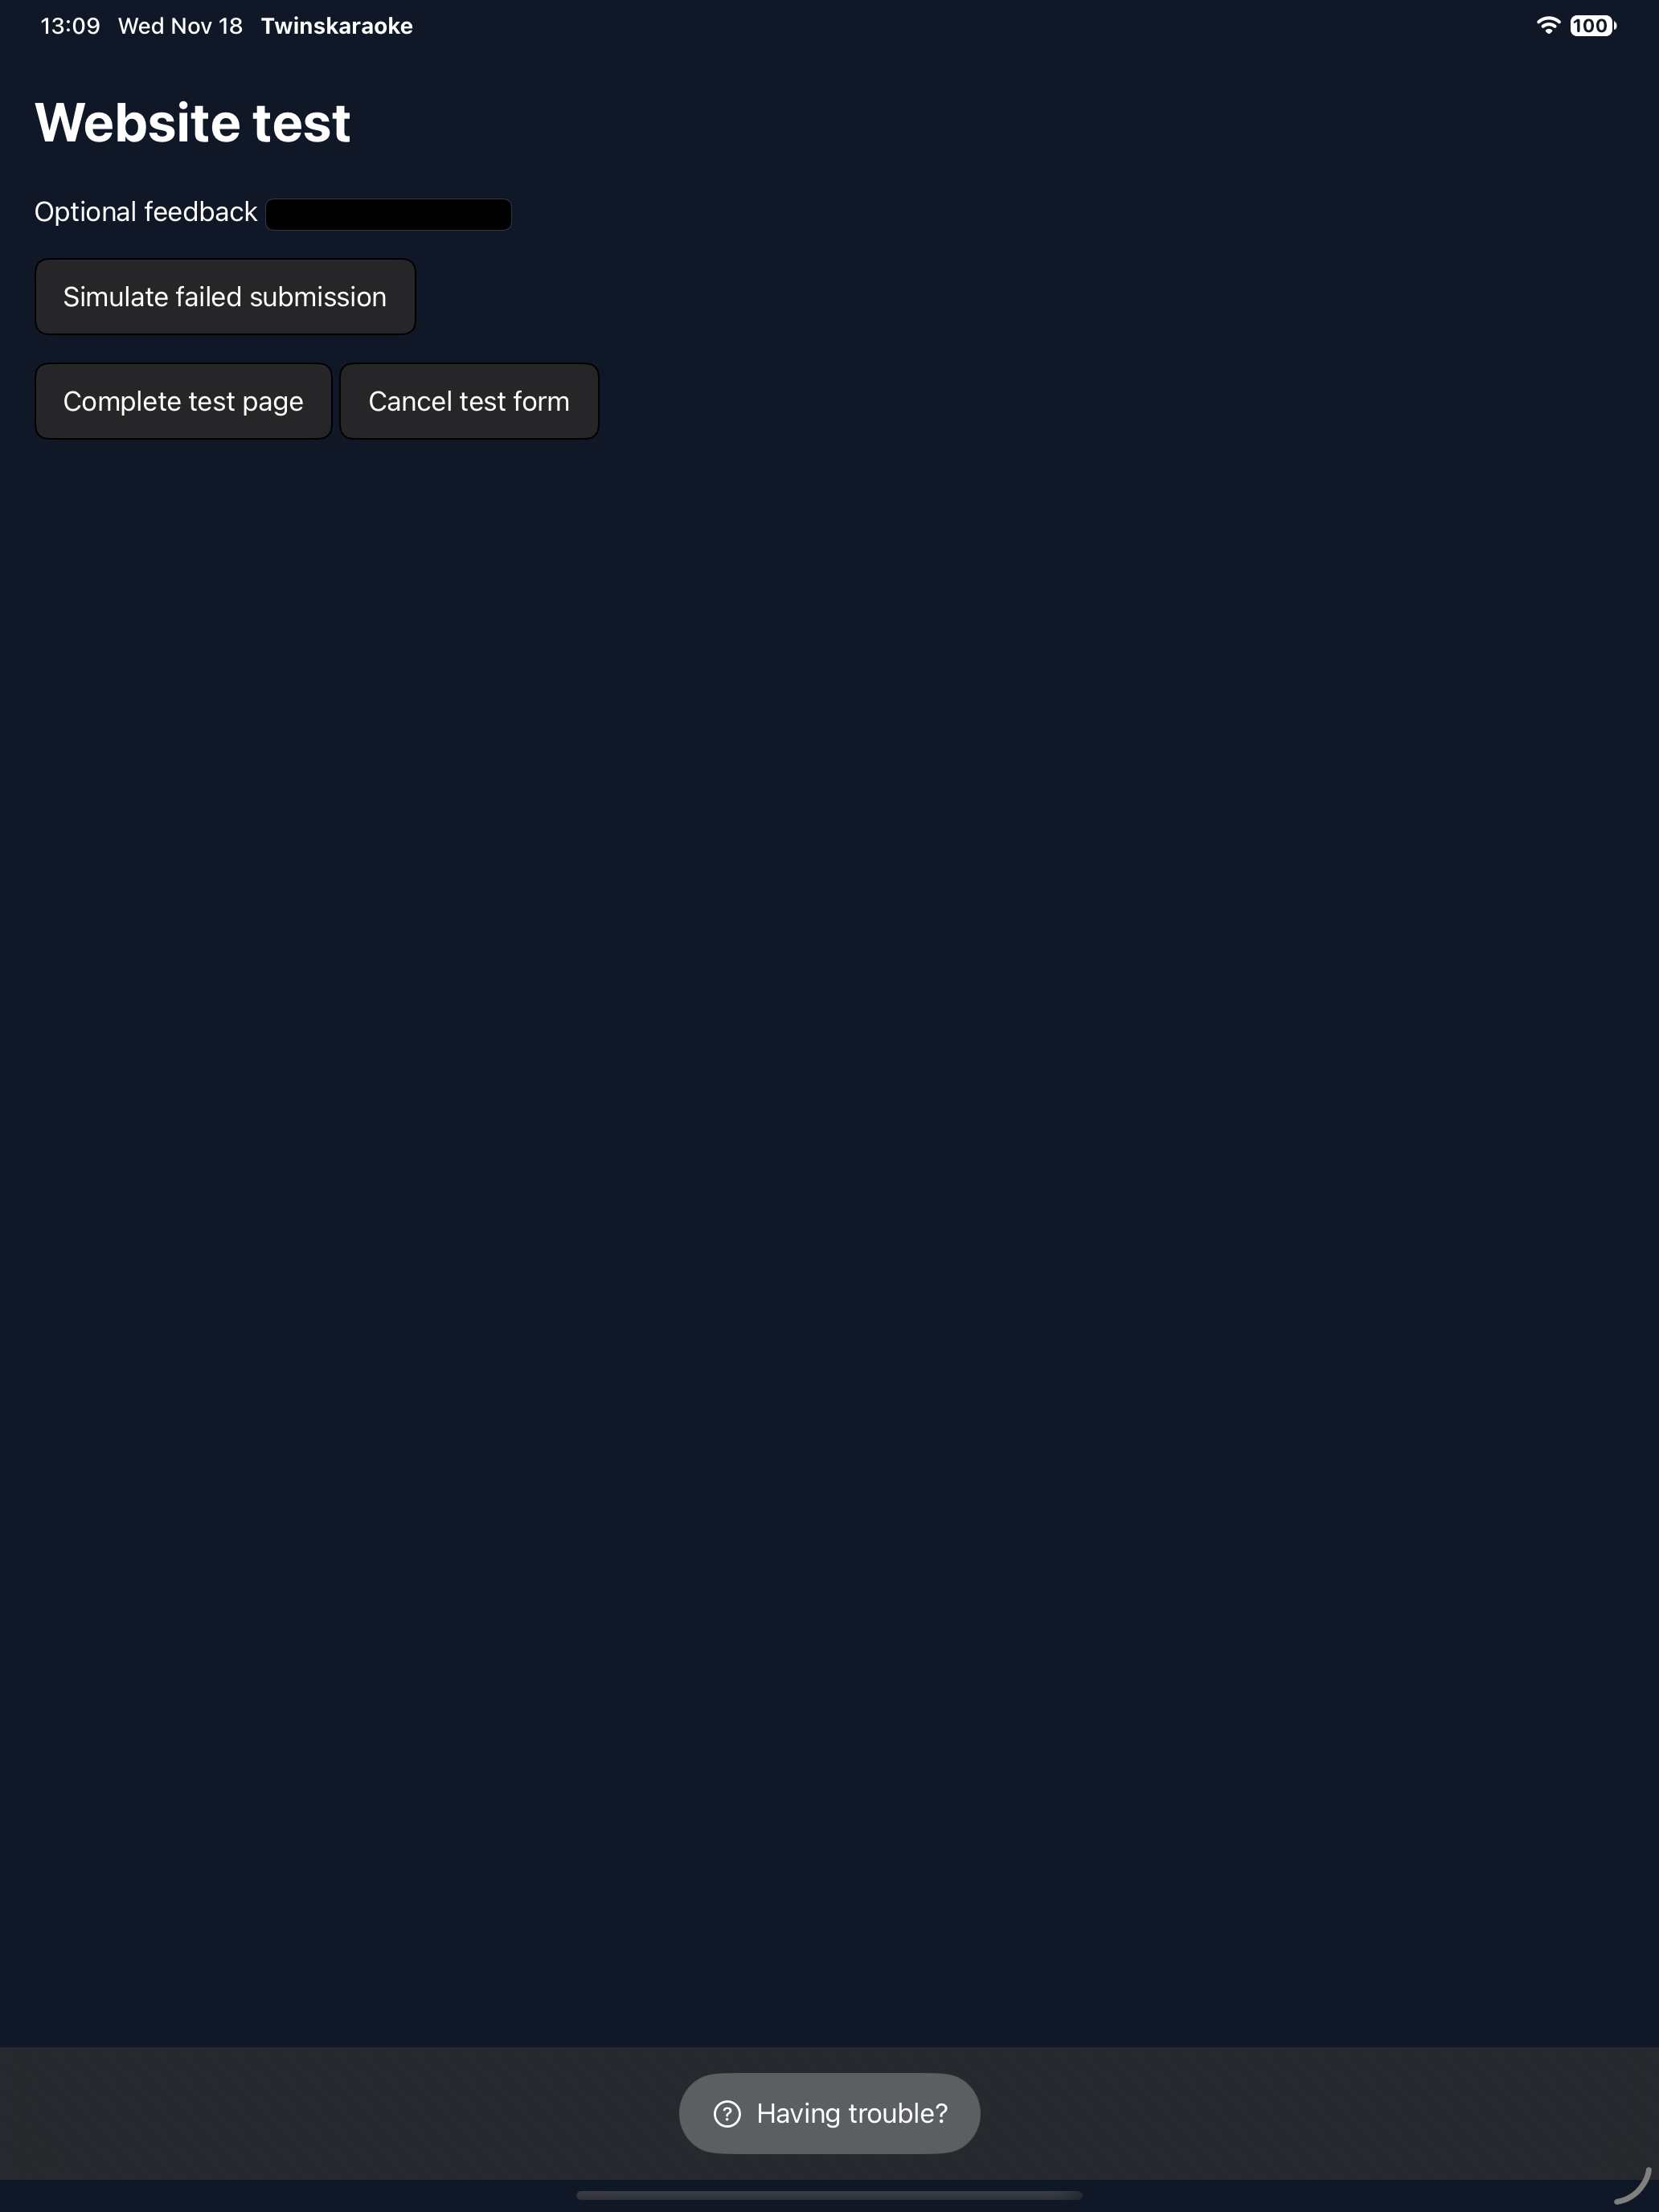 13:09 Wed Nov 18 Twinskaraoke
100
Website test
Optional feedback
Simulate failed submission
Complete test page Cancel test form
? Having trouble?